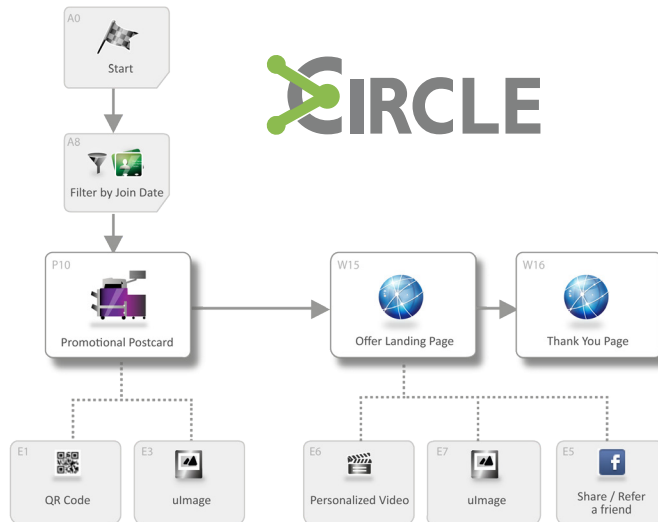 A0
Start
CIRCLE
A8
Filter by Join Date
P10
Promotional Postcard
W15
Offer Landing Page
W16
Thank You Page
E1
QR Code
E3
uImage
E6
Personalized Video
E7
uImage
E5
f
Share / Refer
a friend